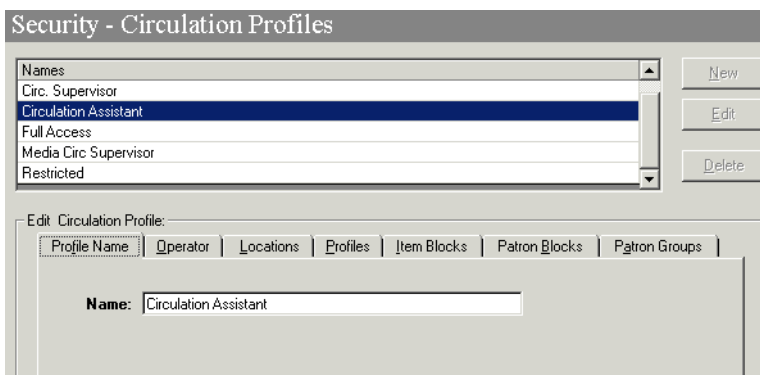 Security - Circulation Profiles
Names
New
Circ. Supervisor
Circulation Assistant
Edit
Full Access
Media Circ Supervisor
Delete
Restricted
Edit Circulation Profile:
Profile Name Operator Locations Profiles Item Blocks Patron Blocks Patron Groups
Name: Circulation Assistant